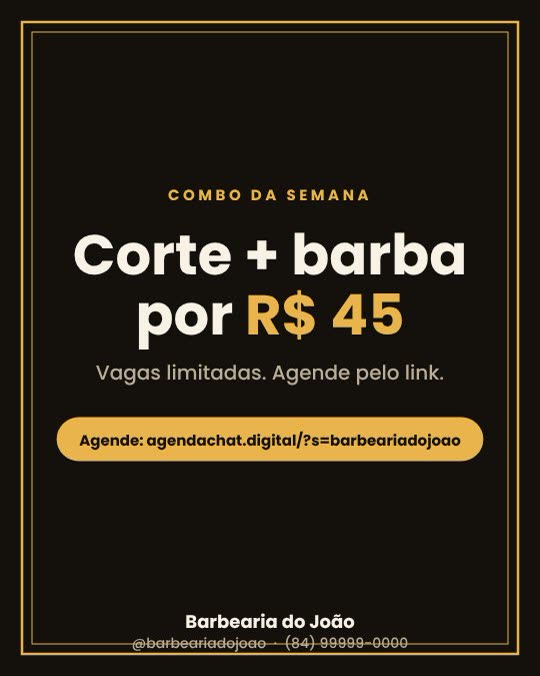 COMBO DA SEMANA
Corte + barba
por R$ 45
Vagas limitadas. Agende pelo link.
Agende: agendachat.digital/?s=barbeariadojoao
Barbearia do João
@barbeariadojoao · (84) 99999-0000